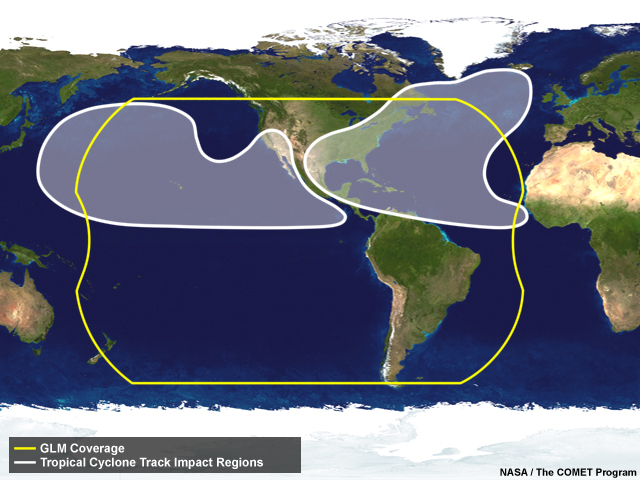 GLM Coverage
Tropical Cyclone Track Impact Regions
NASA / The COMET Program